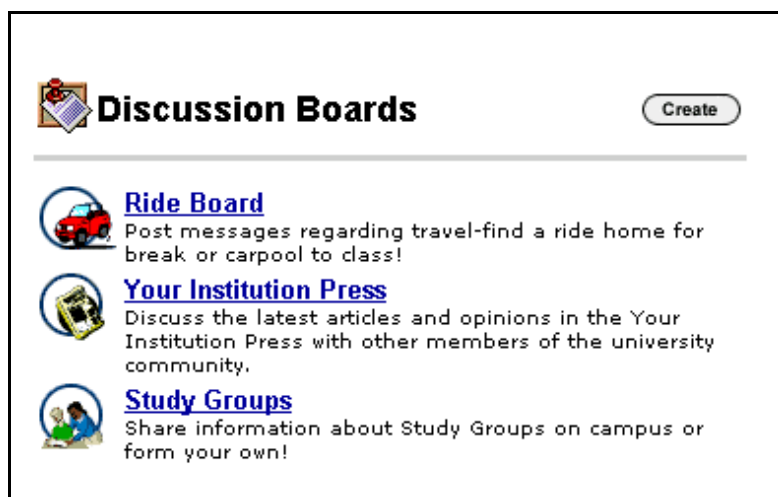 Discussion Boards
Create
Ride Board
Post messages regarding travel-find a ride home for
break or carpool to class!
Your Institution Press
Discuss the latest articles and opinions in the Your
Institution Press with other members of the university
community.
Study Groups
Share information about Study Groups on campus or
form your own!